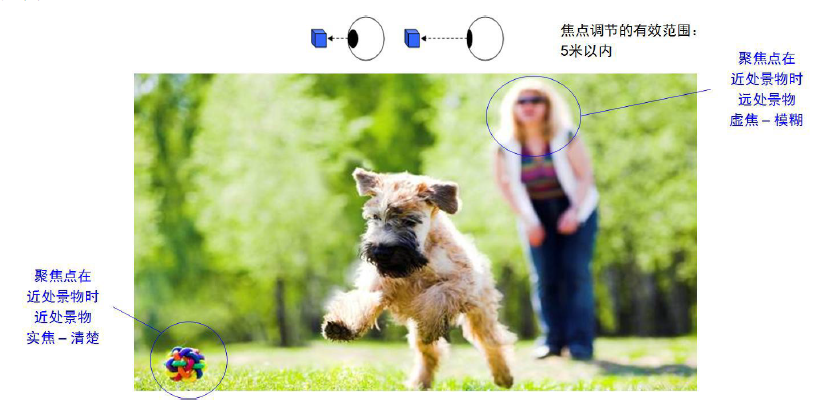 焦点调节的有效范围：
5米以内
聚焦点在
近处景物时
远处景物
虚焦 – 模糊
聚焦点在
近处景物时
近处景物
实焦 – 清楚